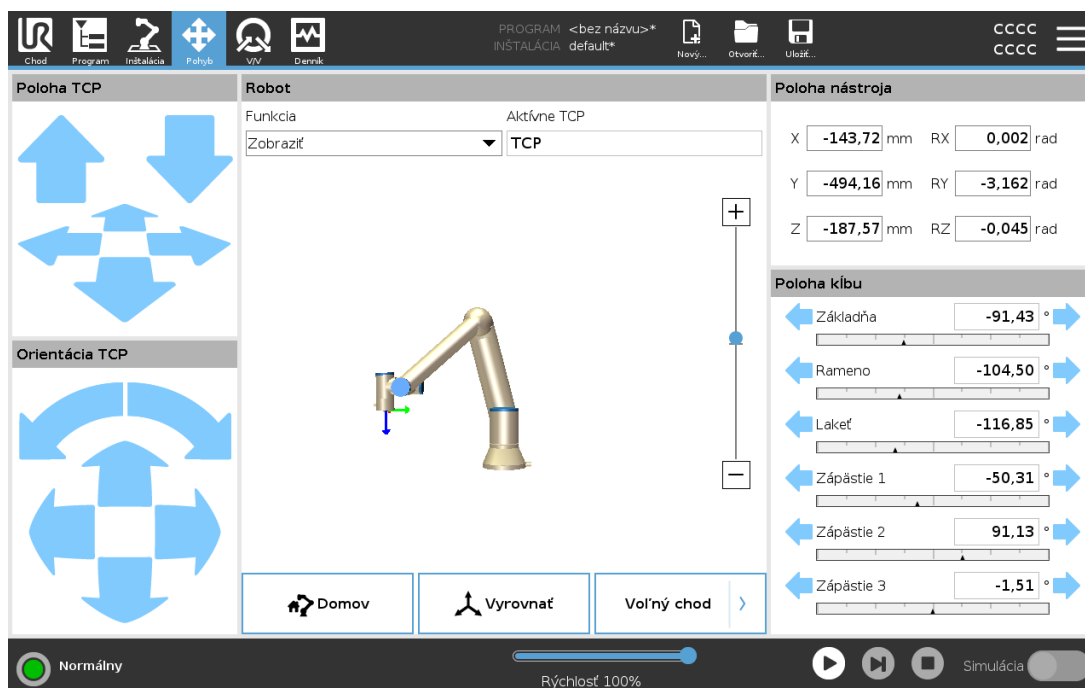 UR
PROGRAM <bez názvu>*
INŠTALÁCIA default*
CCCC
CCCC
Chod Program Inštalácia Pohyb V/V Denník Nový... Otvoriť... Uložiť...
Poloha TCP
Robot
Poloha nástroja
Funkcia Aktívne TCP
Zobraziť TCP
X -143,72 mm RX 0,002 rad
Y -494,16 mm RY -3,162 rad
Z -187,57 mm RZ -0,045 rad
Poloha kĺbu
Základňa -91,43 °
Rameno -104,50 °
Lakeť -116,85 °
Zápästie 1 -50,31 °
Zápästie 2 91,13 °
Zápästie 3 -1,51 °
Orientácia TCP
Domov Vyrovnať Voľný chod
Normálny
Rýchlosť 100%
Simulácia